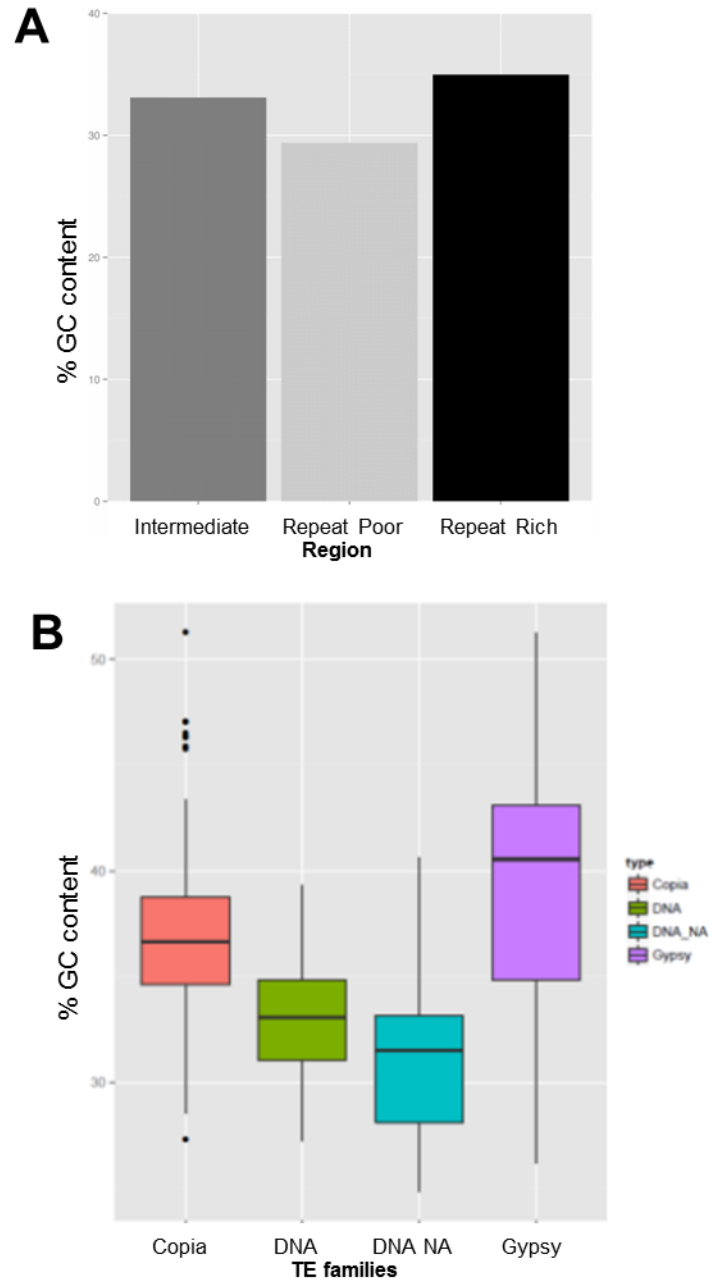 A
40
30
20
10
0
% GC content
Intermediate Repeat Poor Repeat Rich
Region
B
50
40
30
% GC content
type
Copia
DNA
DNA_NA
Gypsy
Copia DNA DNA NA Gypsy
TE families